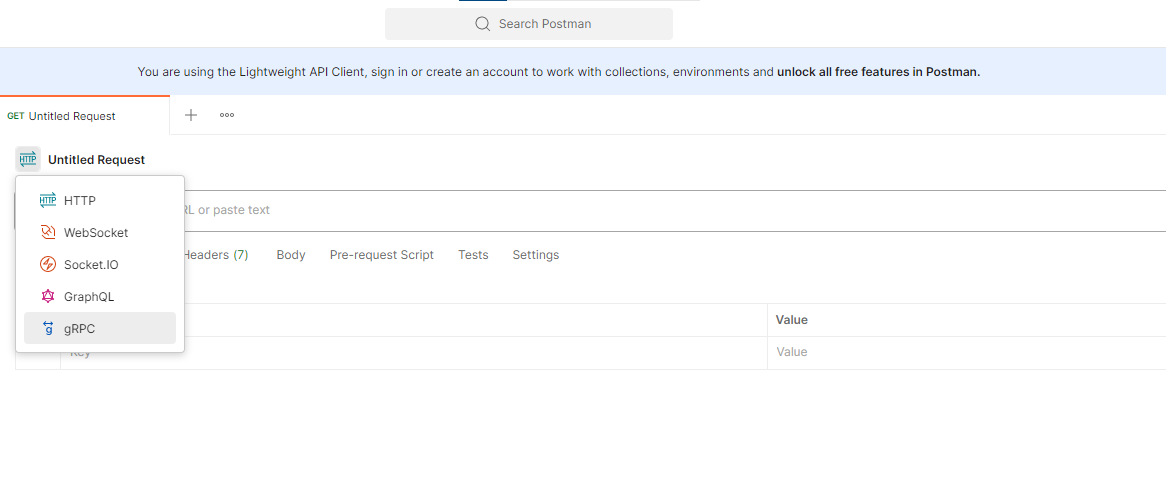 Search Postman
You are using the Lightweight API Client, sign in or create an account to work with collections, environments and unlock all free features in Postman.
GET Untitled Request
HTTP Untitled Request
HTTP HTTP
RL or paste text
WebSocket
Headers (7) Body Pre-request Script Tests Settings
Socket.IO
GraphQL
Value
g gRPC
Key Value